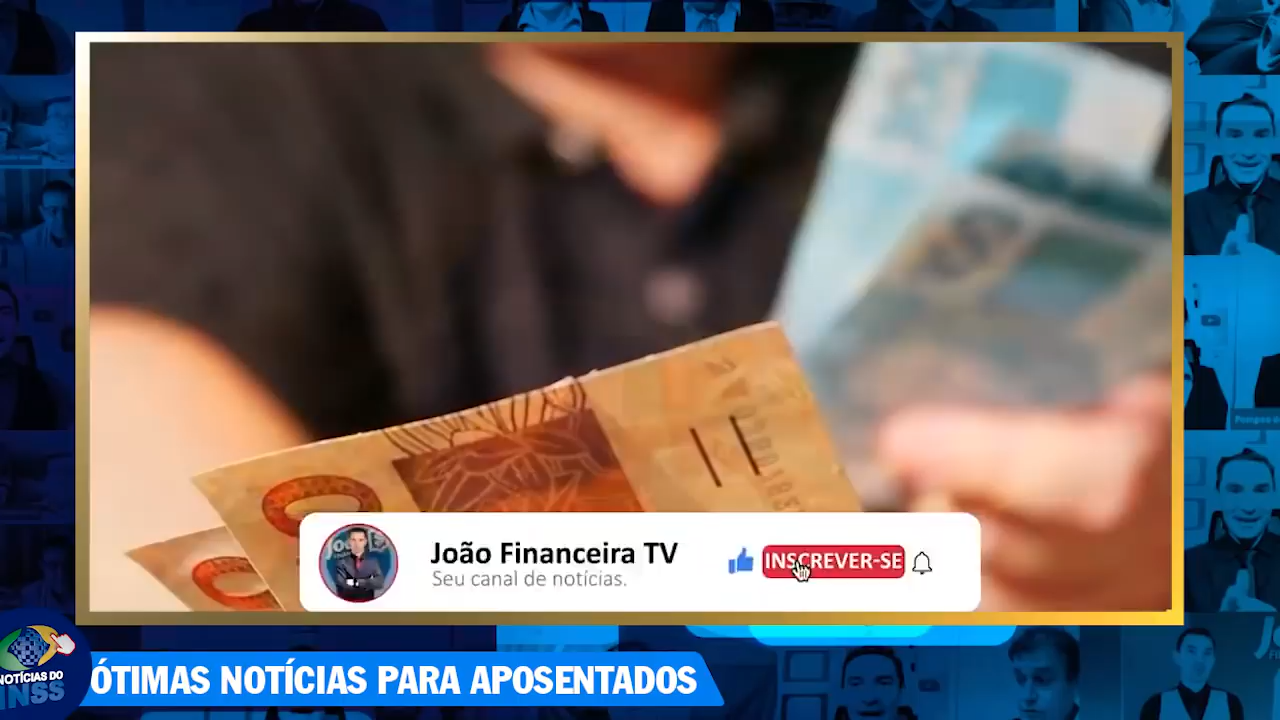 João Financeira TV
Seu canal de notícias.
INSCREVER-SE
NOTÍCIAS DO
INSS
ÓTIMAS NOTÍCIAS PARA APOSENTADOS